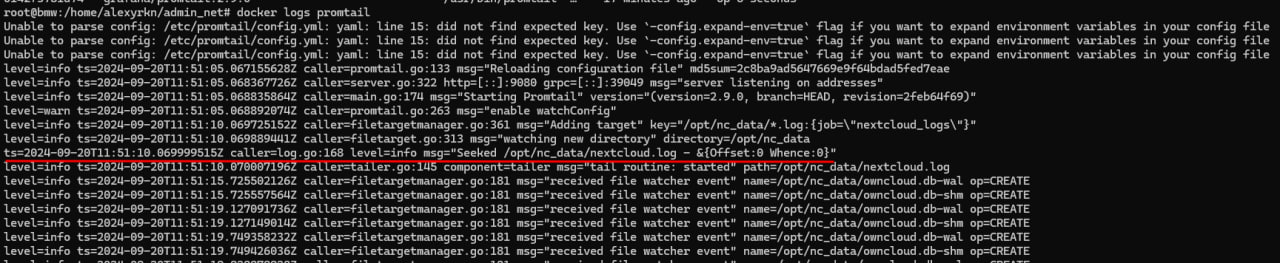 root@bmw:/home/alexyrkn/admin_net# docker logs promtail
Unable to parse config: /etc/promtail/config.yml: yaml: line 15: did not find expected key. Use `-config.expand-env=true` flag if you want to expand environment variables in your config file
Unable to parse config: /etc/promtail/config.yml: yaml: line 15: did not find expected key. Use `-config.expand-env=true` flag if you want to expand environment variables in your config file
Unable to parse config: /etc/promtail/config.yml: yaml: line 15: did not find expected key. Use `-config.expand-env=true` flag if you want to expand environment variables in your config file
level=info ts=2024-09-20T11:51:05.067155628Z caller=promtail.go:133 msg="Reloading configuration file" md5sum=2c8ba9ad5647669e9f64bdad5fed7eae
level=info ts=2024-09-20T11:51:05.068367726Z caller=server.go:322 http=[::]:9080 grpc=[::]:39049 msg="server listening on addresses"
level=info ts=2024-09-20T11:51:05.068835864Z caller=main.go:174 msg="Starting Promtail" version="(version=2.9.0, branch=HEAD, revision=2feb64f69)"
level=warn ts=2024-09-20T11:51:05.068892074Z caller=promtail.go:263 msg="enable watchConfig"
level=info ts=2024-09-20T11:51:10.069725152Z caller=filetargetmanager.go:361 msg="Adding target" key="/opt/nc_data/*.log:{job=\"nextcloud_logs\"}"
level=info ts=2024-09-20T11:51:10.069889441Z caller=filetarget.go:313 msg="watching new directory" directory=/opt/nc_data
ts=2024-09-20T11:51:10.069999515Z caller=log.go:168 level=info msg="Seeked /opt/nc_data/nextcloud.log - &{Offset:0 Whence:0}"
level=info ts=2024-09-20T11:51:10.070007196Z caller=tailer.go:145 component=tailer msg="tail routine: started" path=/opt/nc_data/nextcloud.log
level=info ts=2024-09-20T11:51:15.725502126Z caller=filetargetmanager.go:181 msg="received file watcher event" name=/opt/nc_data/owncloud.db-wal op=CREATE
level=info ts=2024-09-20T11:51:15.725557564Z caller=filetargetmanager.go:181 msg="received file watcher event" name=/opt/nc_data/owncloud.db-shm op=CREATE
level=info ts=2024-09-20T11:51:19.127091736Z caller=filetargetmanager.go:181 msg="received file watcher event" name=/opt/nc_data/owncloud.db-wal op=CREATE
level=info ts=2024-09-20T11:51:19.127149014Z caller=filetargetmanager.go:181 msg="received file watcher event" name=/opt/nc_data/owncloud.db-shm op=CREATE
level=info ts=2024-09-20T11:51:19.749358232Z caller=filetargetmanager.go:181 msg="received file watcher event" name=/opt/nc_data/owncloud.db-wal op=CREATE
level=info ts=2024-09-20T11:51:19.749426036Z caller=filetargetmanager.go:181 msg="received file watcher event" name=/opt/nc_data/owncloud.db-shm op=CREATE